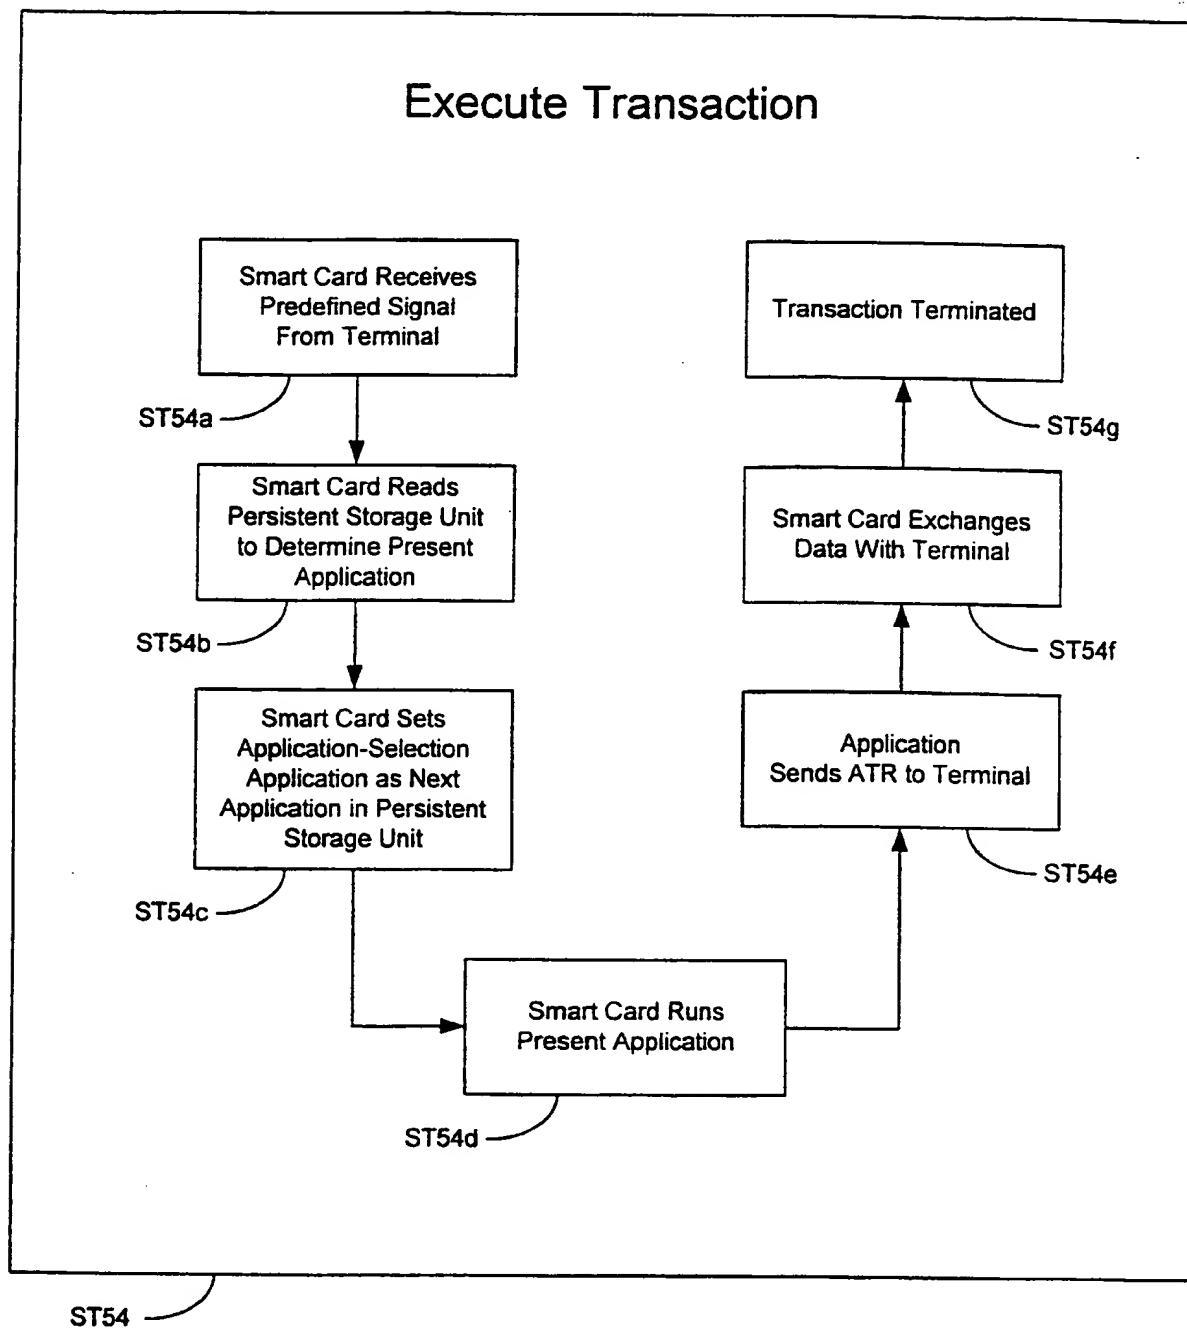 Execute Transaction
Smart Card Receives
Predefined Signal
From Terminal
ST54a
Smart Card Reads
Persistent Storage Unit
to Determine Present
Application
ST54b
Smart Card Sets
Application-Selection
Application as Next
Application in Persistent
Storage Unit
ST54c
Smart Card Runs
Present Application
ST54d
Application
Sends ATR to Terminal
ST54e
Smart Card Exchanges
Data With Terminal
ST54f
Transaction Terminated
ST54g
ST54